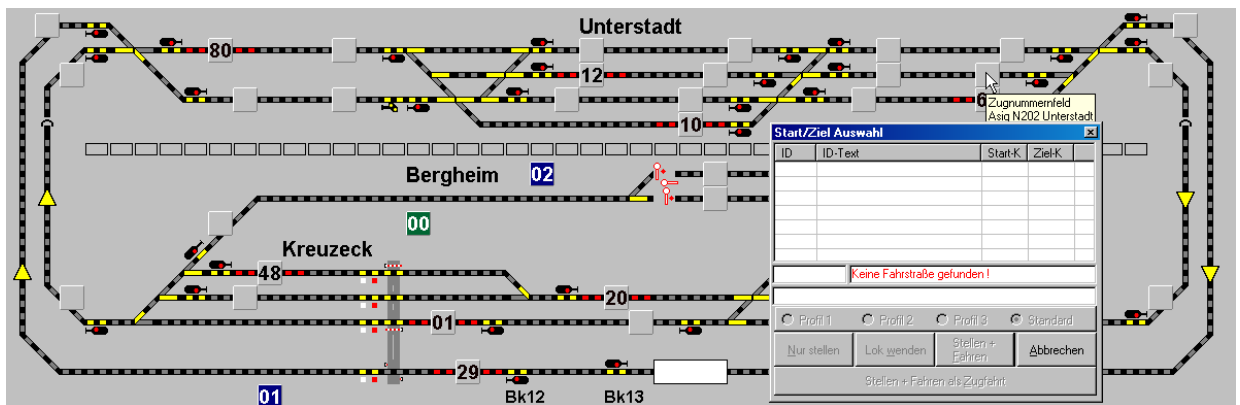 Unterstadt
80
12
6
Zugnummernfeld
Asig N202 Unterstadt
10
Start/Ziel Auswahl
ID ID-Text Start-K Ziel-K
Bergheim 02
00
Kreuzeck
48
Keine Fahrstraße gefunden !
20
01
Profil 1 Profil 2 Profil 3 Standard
Nur stellen Lok wenden Stellen + Fahren Abbrechen
29
Stellen + Fahren als Zugfahrt
01 Bk12 Bk13